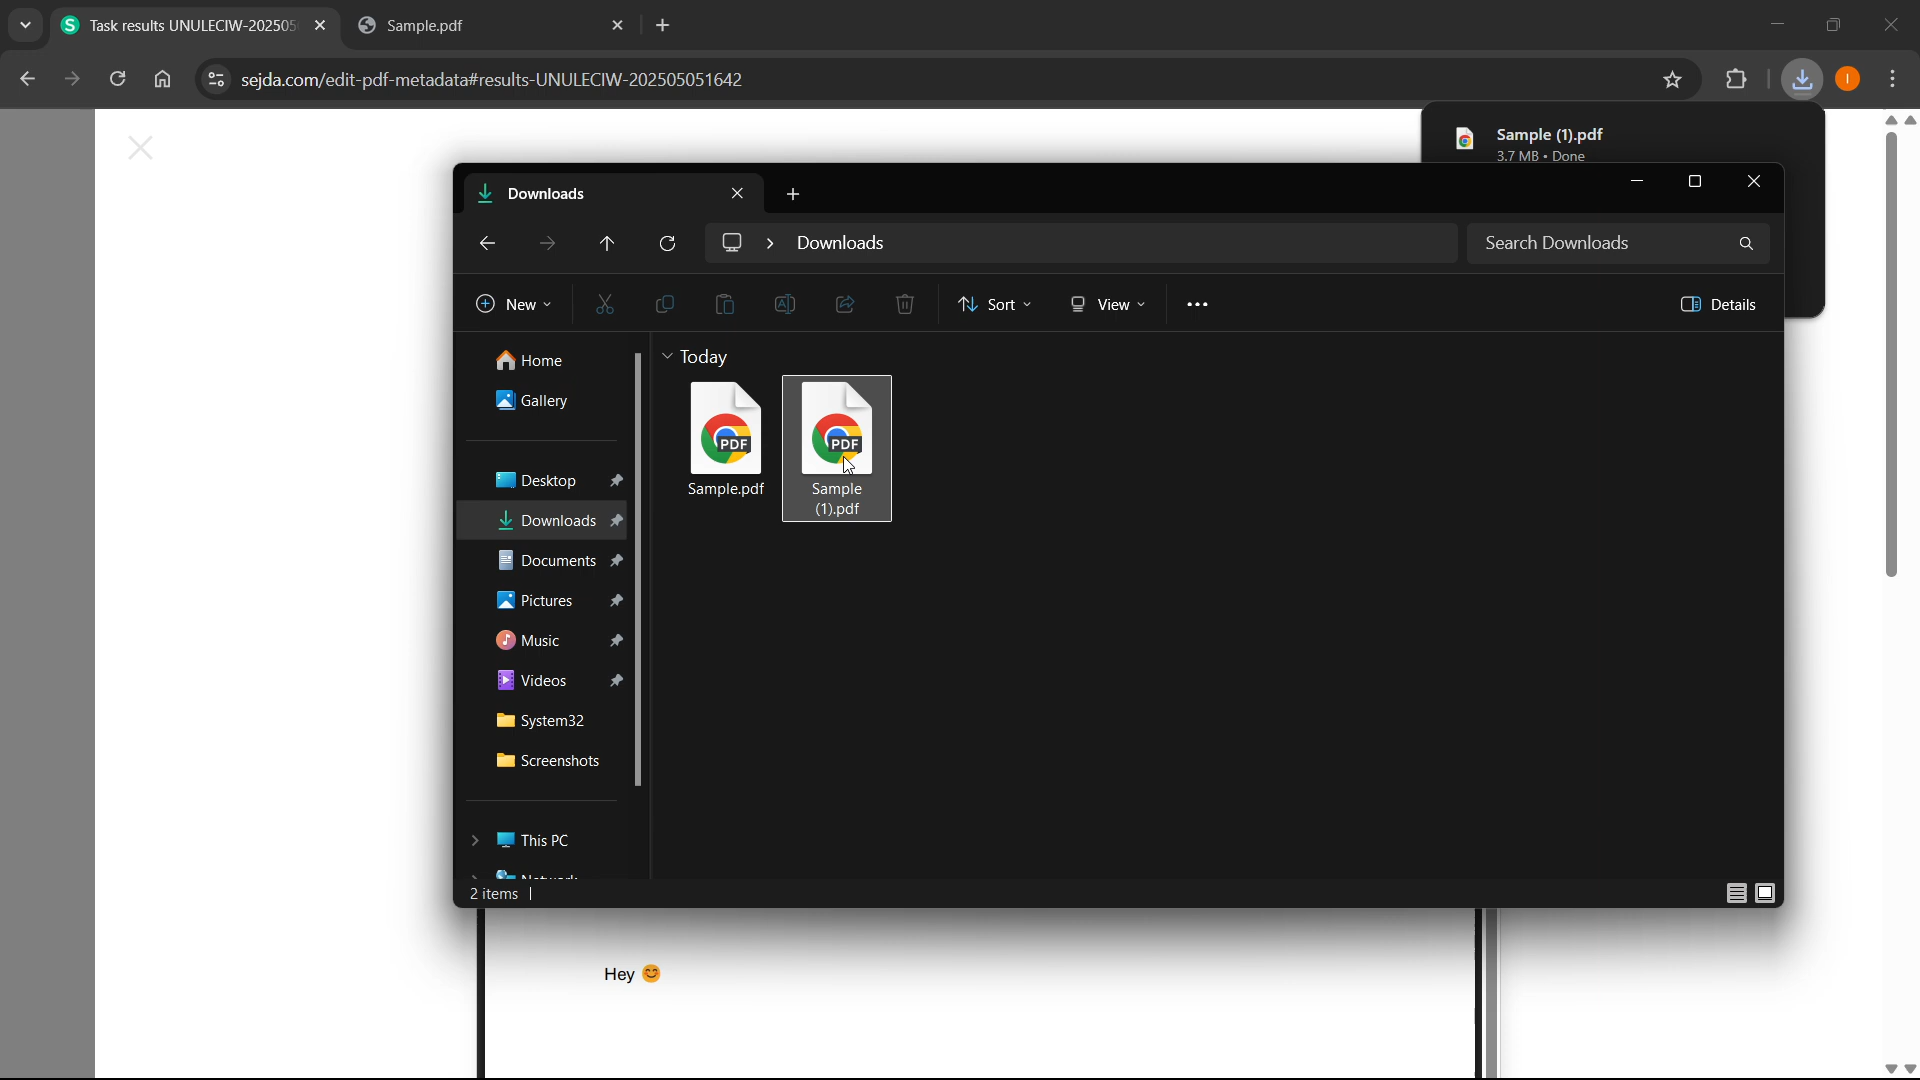 Task results UNULECIW-202505
Sample.pdf
sejda.com/edit-pdf-metadata#results-UNULECIW-202505051642
I
Sample (1).pdf
3.7 MB • Done
Downloads
Downloads
Search Downloads
New
Sort
View
Details
Home
Gallery
Desktop
Downloads
Documents
Pictures
Music
Videos
System32
Screenshots
This PC
Today
PDF
Sample.pdf
PDF
Sample
(1).pdf
2 items
Hey 😊